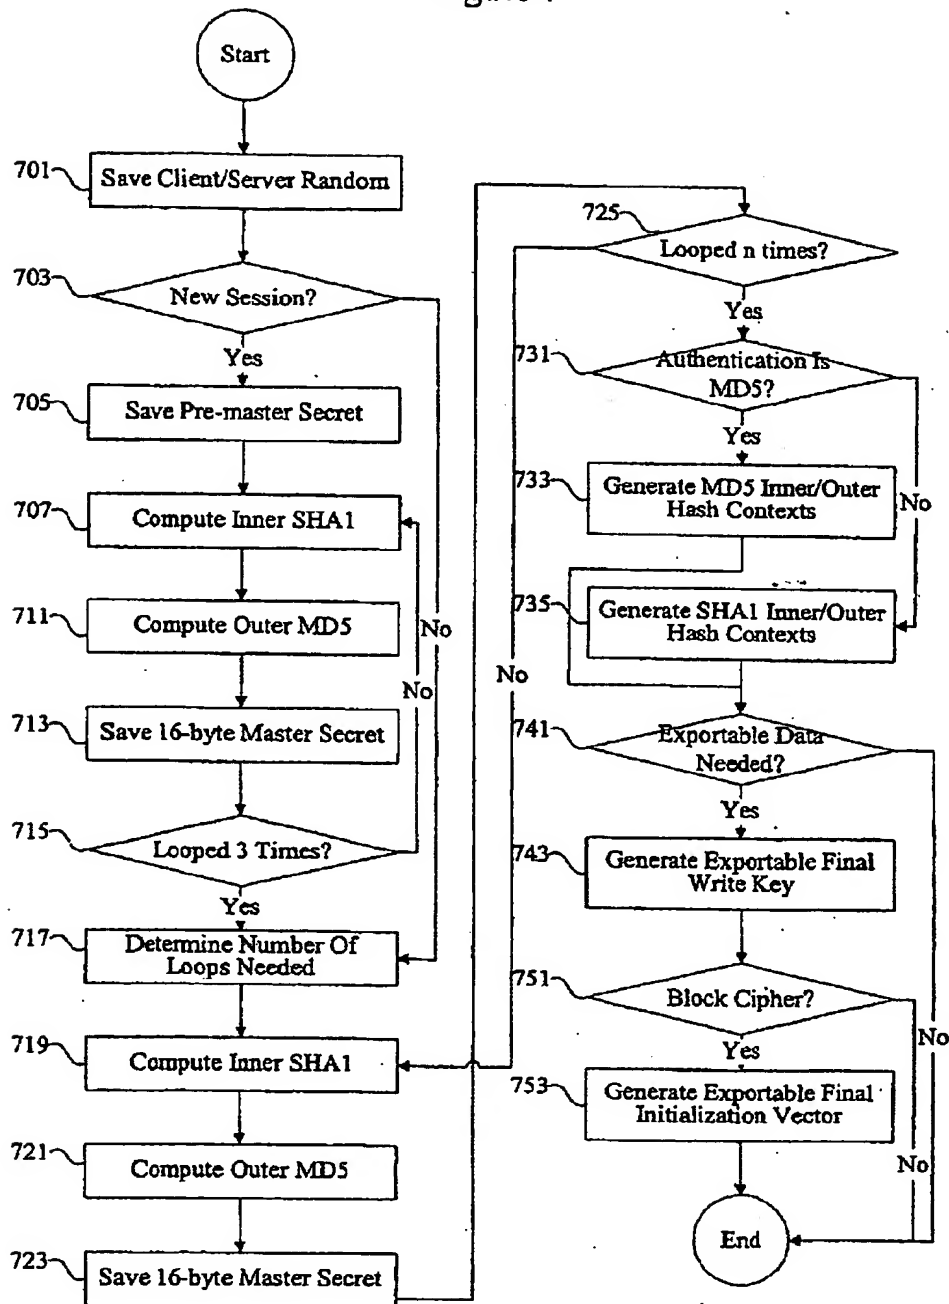 Start
701
Save Client/Server Random
703
New Session?
Yes
705
Save Pre-master Secret
707
Compute Inner SHA1
711
Compute Outer MD5
No
No
713
Save 16-byte Master Secret
715
Looped 3 Times?
Yes
717
Determine Number Of
Loops Needed
719
Compute Inner SHA1
721
Compute Outer MD5
723
Save 16-byte Master Secret
725
Looped n times?
Yes
No
731
Authentication Is
MD5?
Yes
No
733
Generate MD5 Inner/Outer
Hash Contexts
735
Generate SHA1 Inner/Outer
Hash Contexts
741
Exportable Data
Needed?
Yes
No
743
Generate Exportable Final
Write Key
751
Block Cipher?
Yes
No
753
Generate Exportable Final
Initialization Vector
End